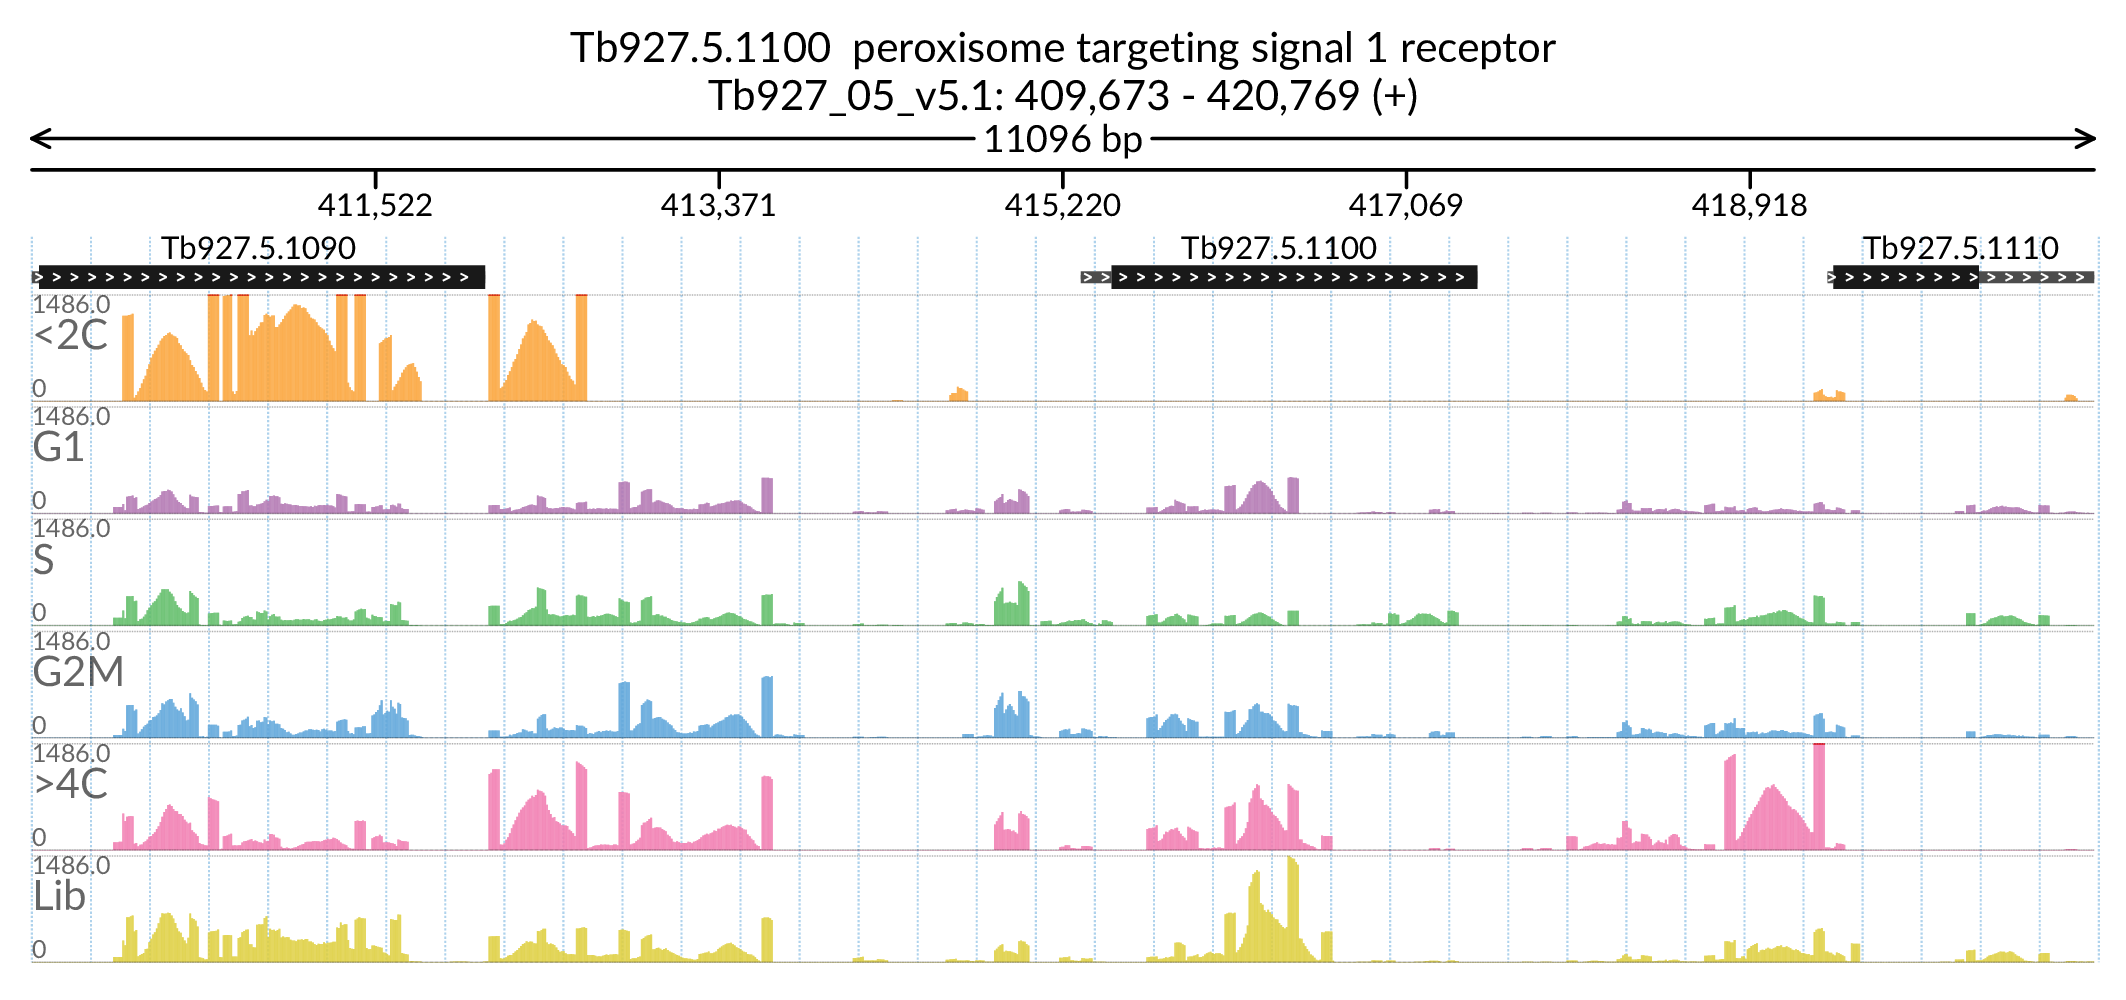 Tb927.5.1100 peroxisome targeting signal 1 receptor
Tb927_05_v5.1: 409,673 - 420,769 (+)
11096 bp
411,522 413,371 415,220 417,069 418,918
Tb927.5.1090 Tb927.5.1100 Tb927.5.1110
1486.0
<2C
0
1486.0
G1
0
1486.0
S
0
1486.0
G2M
0
1486.0
>4C
0
1486.0
Lib
0